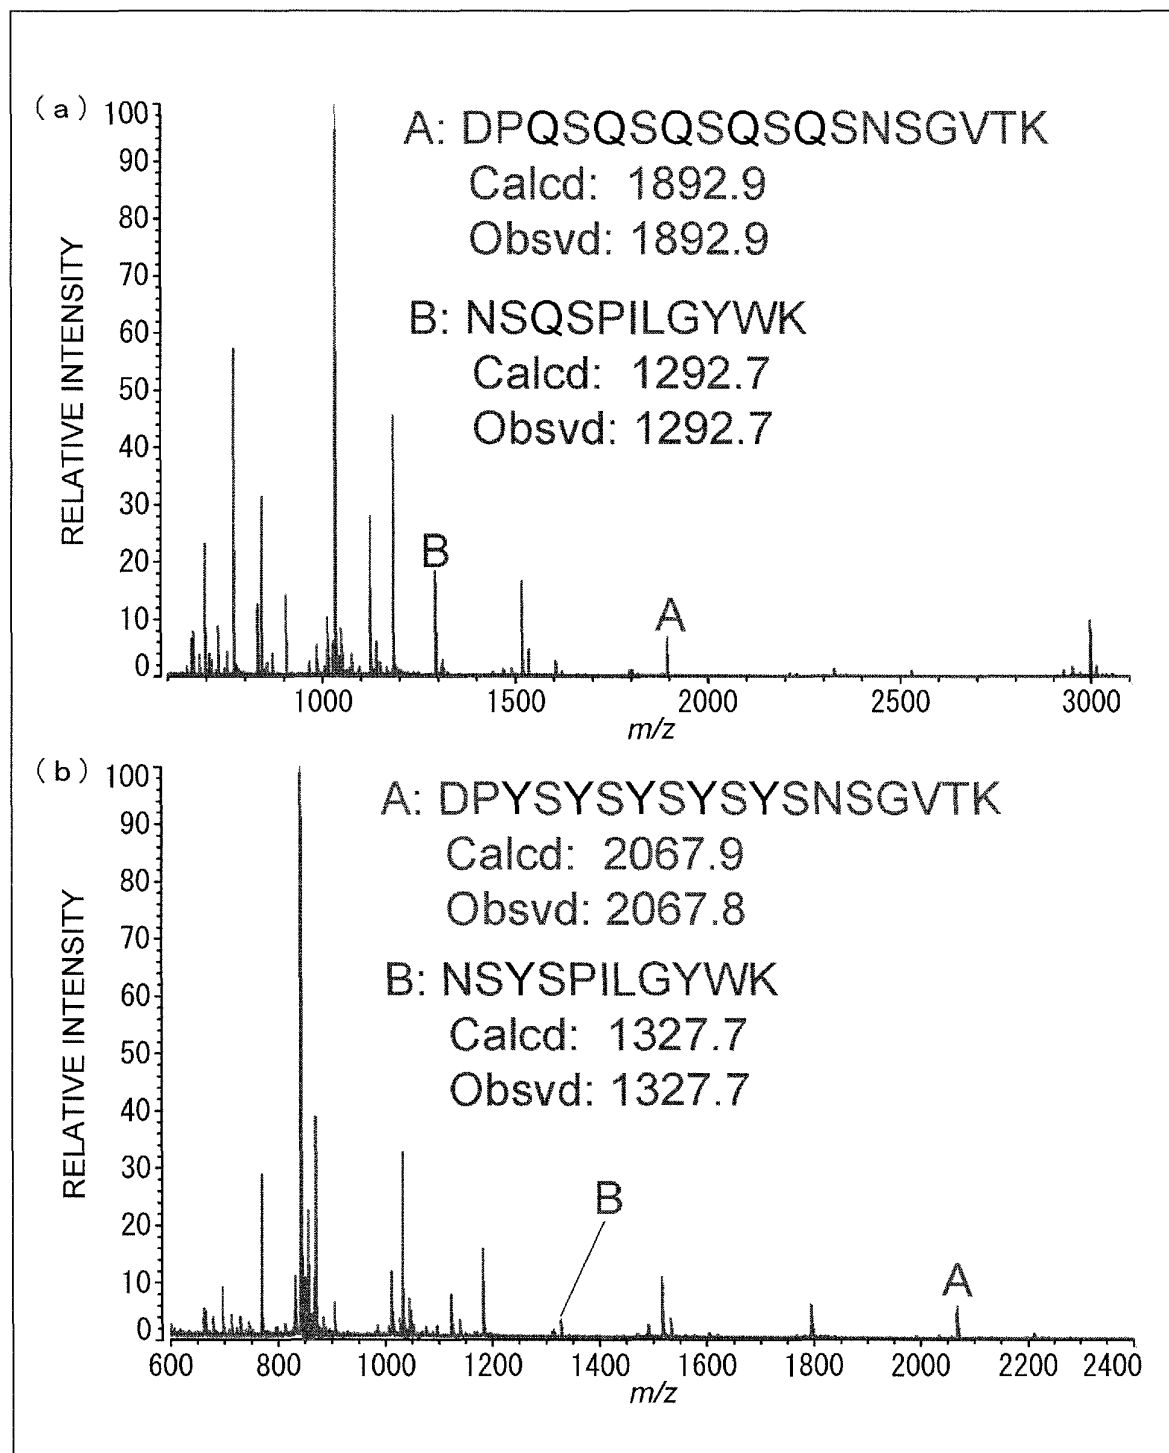 (a)
A: DPQSQSQSQSQSNSGVTK
Calcd: 1892.9
Obsvd: 1892.9
B: NSQSPILGYWK
Calcd: 1292.7
Obsvd: 1292.7
RELATIVE INTENSITY
100
90
80
70
60
50
40
30
20
10
0
B
A
1000 1500 2000 2500 3000
m/z
(b)
A: DPYSYSYSYSYSNSGVTK
Calcd: 2067.9
Obsvd: 2067.8
B: NSYSPILGYWK
Calcd: 1327.7
Obsvd: 1327.7
RELATIVE INTENSITY
100
90
80
70
60
50
40
30
20
10
0
B
A
600 800 1000 1200 1400 1600 1800 2000 2200 2400
m/z